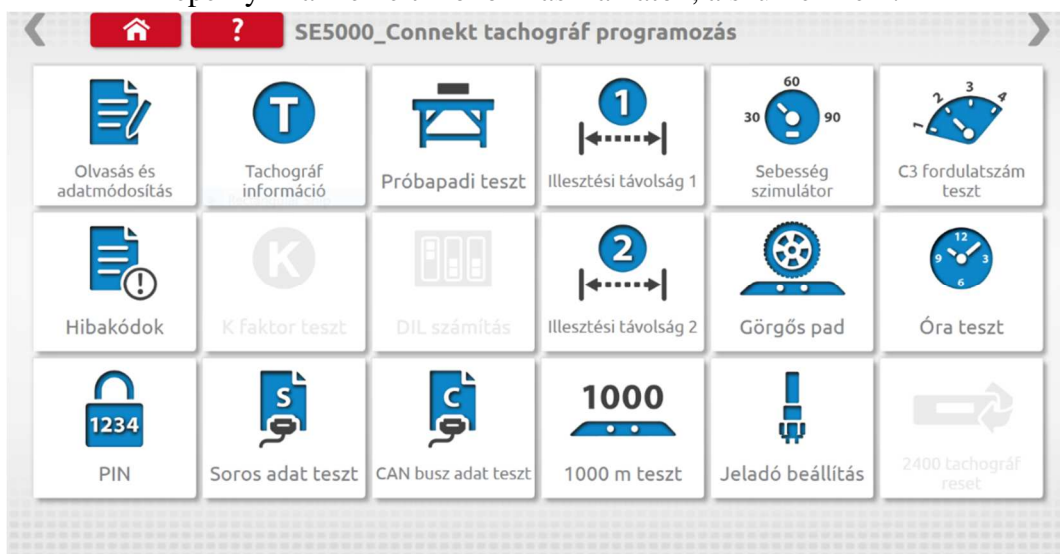 ? SE5000_Connekt tachográf programozás
Olvasás és
adatmódosítás
T
Tachográf
információ
Próbapadi teszt
1
Illesztési távolság 1
30 60 90
Sebesség
szimulátor
1 2 3 4
C3 fordulatszám
teszt
Hibakódok
K
K faktor teszt
DIL számítás
2
Illesztési távolság 2
Görgős pad
12 3 6 9
Óra teszt
1234
PIN
S
Soros adat teszt
C
CAN busz adat teszt
1000
1000 m teszt
Jeladó beállítás
2400 tachográf
reset